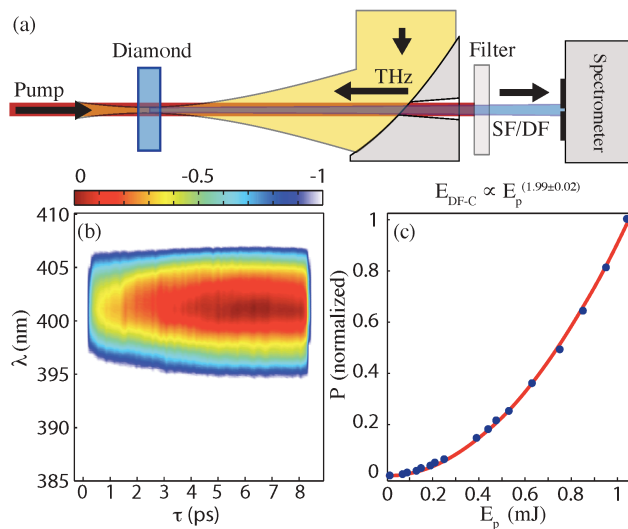 (a)
Diamond
Filter
Pump
THz
SF/DF
Spectrometer
0 -0.5 -1
E_DF-C ∝ E_p^(1.99±0.02)
(b)
410
405
400
395
390
385
λ (nm)
0 1 2 3 4 5 6 7 8
τ (ps)
(c)
1
0.8
0.6
0.4
0.2
0
P (normalized)
0 0.2 0.4 0.6 0.8 1
E_p (mJ)